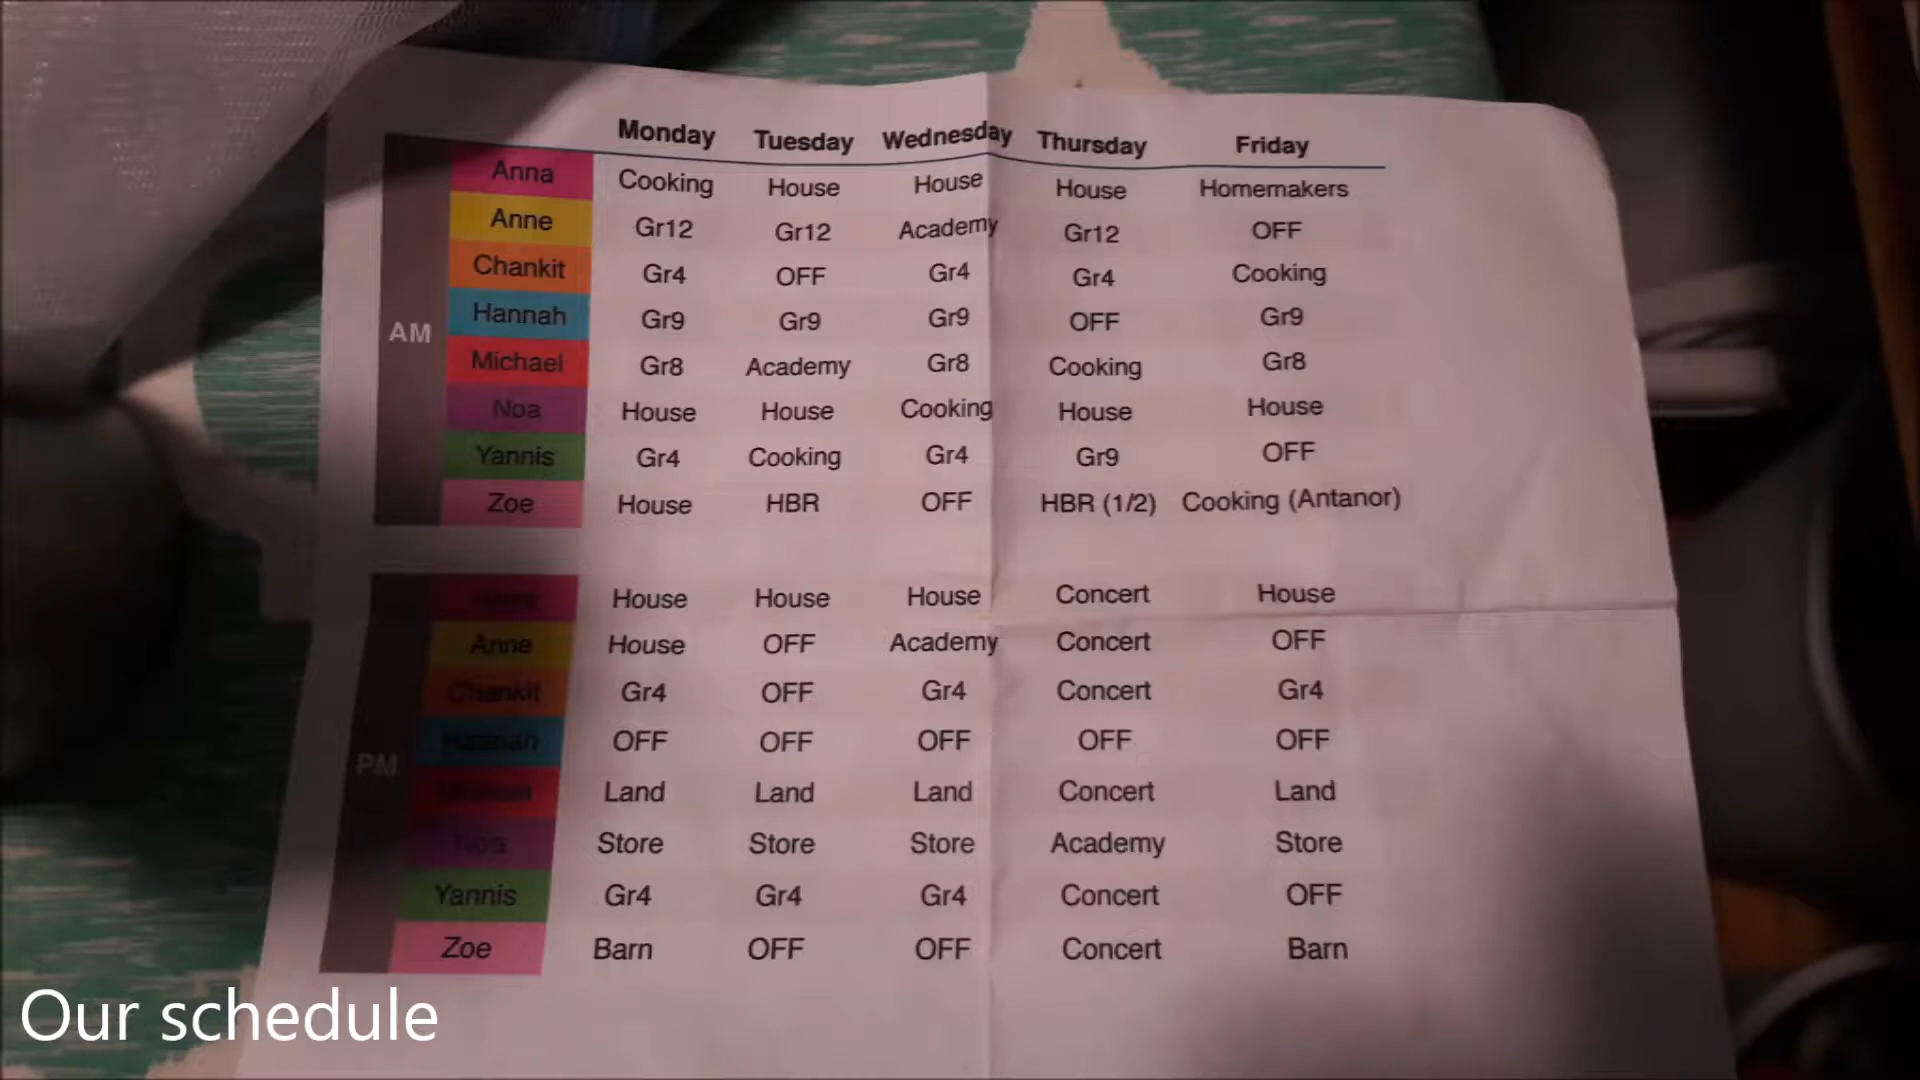 Monday Tuesday Wednesday Thursday Friday
AM
Anna Cooking House House House Homemakers
Anne Gr12 Gr12 Academy Gr12 OFF
Chankit Gr4 OFF Gr4 Gr4 Cooking
Hannah Gr9 Gr9 Gr9 OFF Gr9
Michael Gr8 Academy Gr8 Cooking Gr8
Noa House House Cooking House House
Yannis Gr4 Cooking Gr4 Gr9 OFF
Zoe House HBR OFF HBR (1/2) Cooking (Antanor)
PM
Anna House House House Concert House
Anne House OFF Academy Concert OFF
Chankit Gr4 OFF Gr4 Concert Gr4
Hannah OFF OFF OFF OFF OFF
Michael Land Land Land Concert Land
Noa Store Store Store Academy Store
Yannis Gr4 Gr4 Gr4 Concert OFF
Zoe Barn OFF OFF Concert Barn
Our schedule